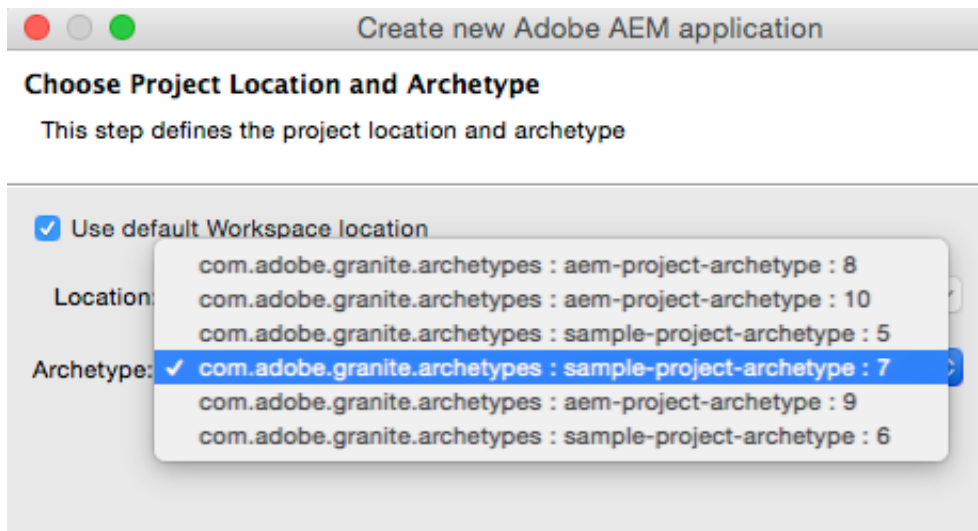 Create new Adobe AEM application
Choose Project Location and Archetype
This step defines the project location and archetype
Use default Workspace location
com.adobe.granite.archetypes : aem-project-archetype : 8
Location:
com.adobe.granite.archetypes : aem-project-archetype : 10
com.adobe.granite.archetypes : sample-project-archetype : 5
Archetype:
com.adobe.granite.archetypes : sample-project-archetype : 7
com.adobe.granite.archetypes : aem-project-archetype : 9
com.adobe.granite.archetypes : sample-project-archetype : 6